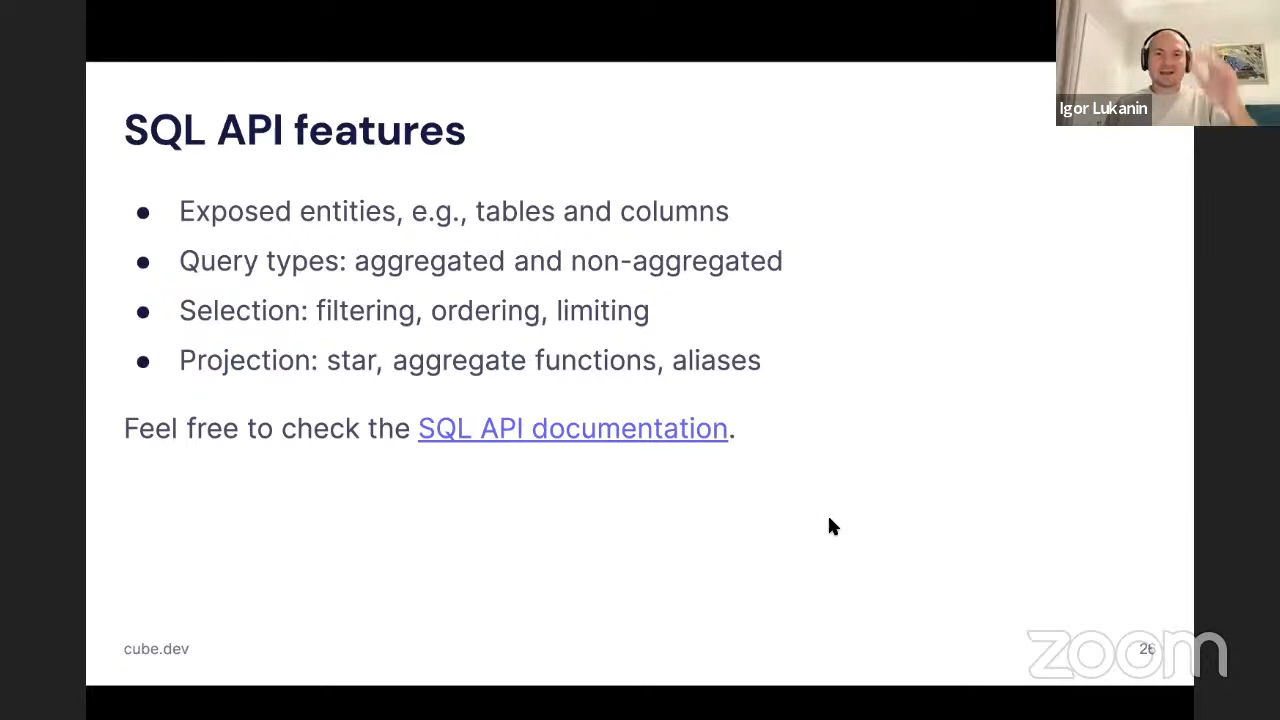 Igor Lukanin
SQL API features
● Exposed entities, e.g., tables and columns
● Query types: aggregated and non-aggregated
● Selection: filtering, ordering, limiting
● Projection: star, aggregate functions, aliases
Feel free to check the SQL API documentation.
cube.dev
zoom